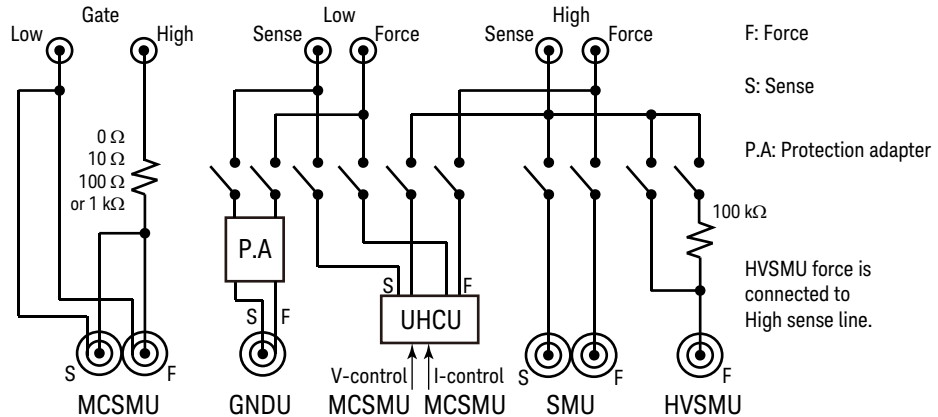 Gate
Low
High
Low
Sense
Force
High
Sense
Force
F: Force
S: Sense
P.A: Protection adapter
0 Ω
10 Ω
100 Ω
or 1 kΩ
100 kΩ
P.A
HVSMU force is
connected to
High sense line.
S
F
UHCU
S F
S
F
S
F
F
V-control
I-control
MCSMU
GNDU
MCSMU
MCSMU
SMU
HVSMU